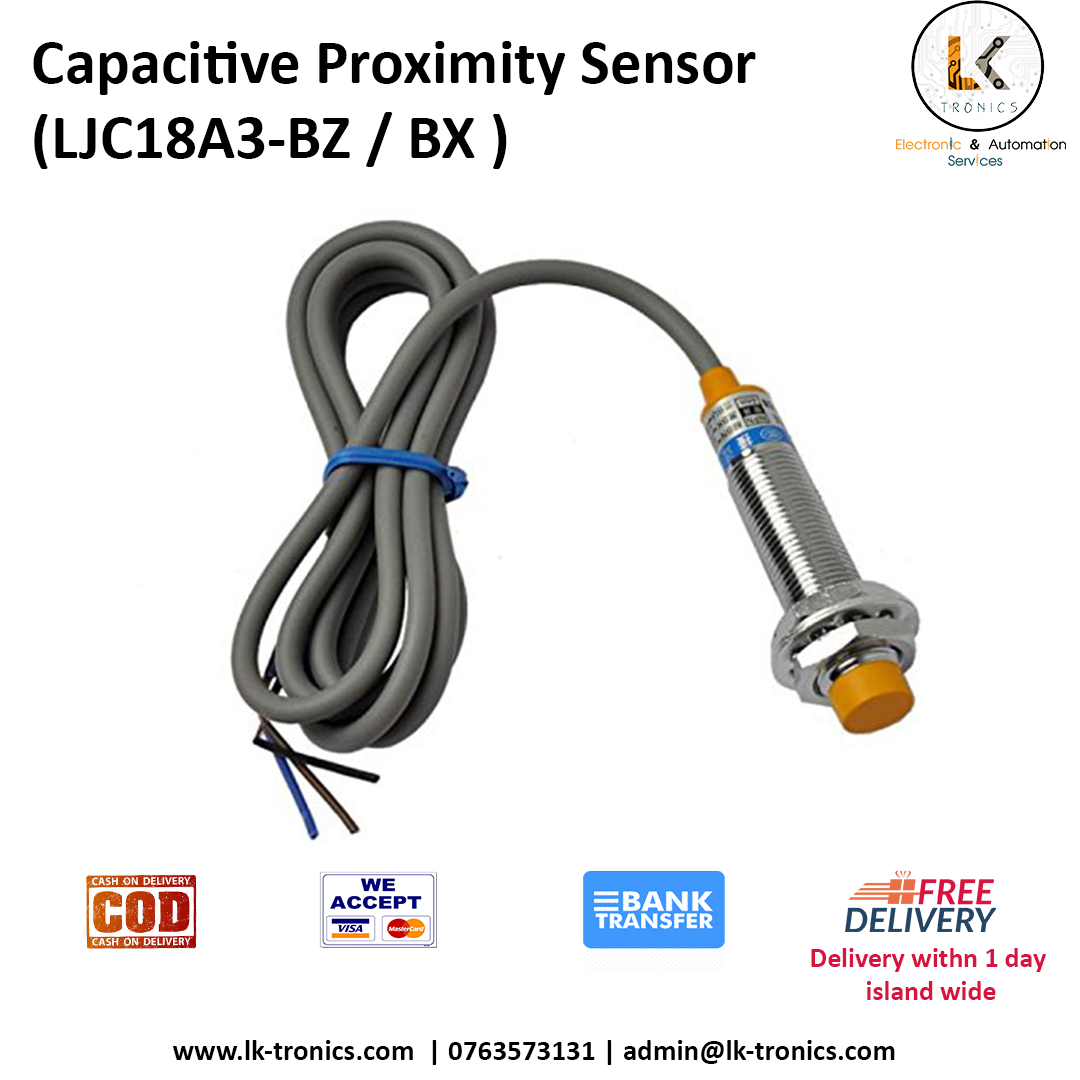 Capacitive Proximity Sensor
(LJC18A3-BZ / BX )
LK
TRONICS
Electronic & Automation
Services
CASH ON DELIVERY
COD
CASH ON DELIVERY
WE
ACCEPT
VISA
MasterCard
BANK
TRANSFER
FREE
DELIVERY
Delivery withn 1 day
island wide
www.lk-tronics.com | 0763573131 | admin@lk-tronics.com